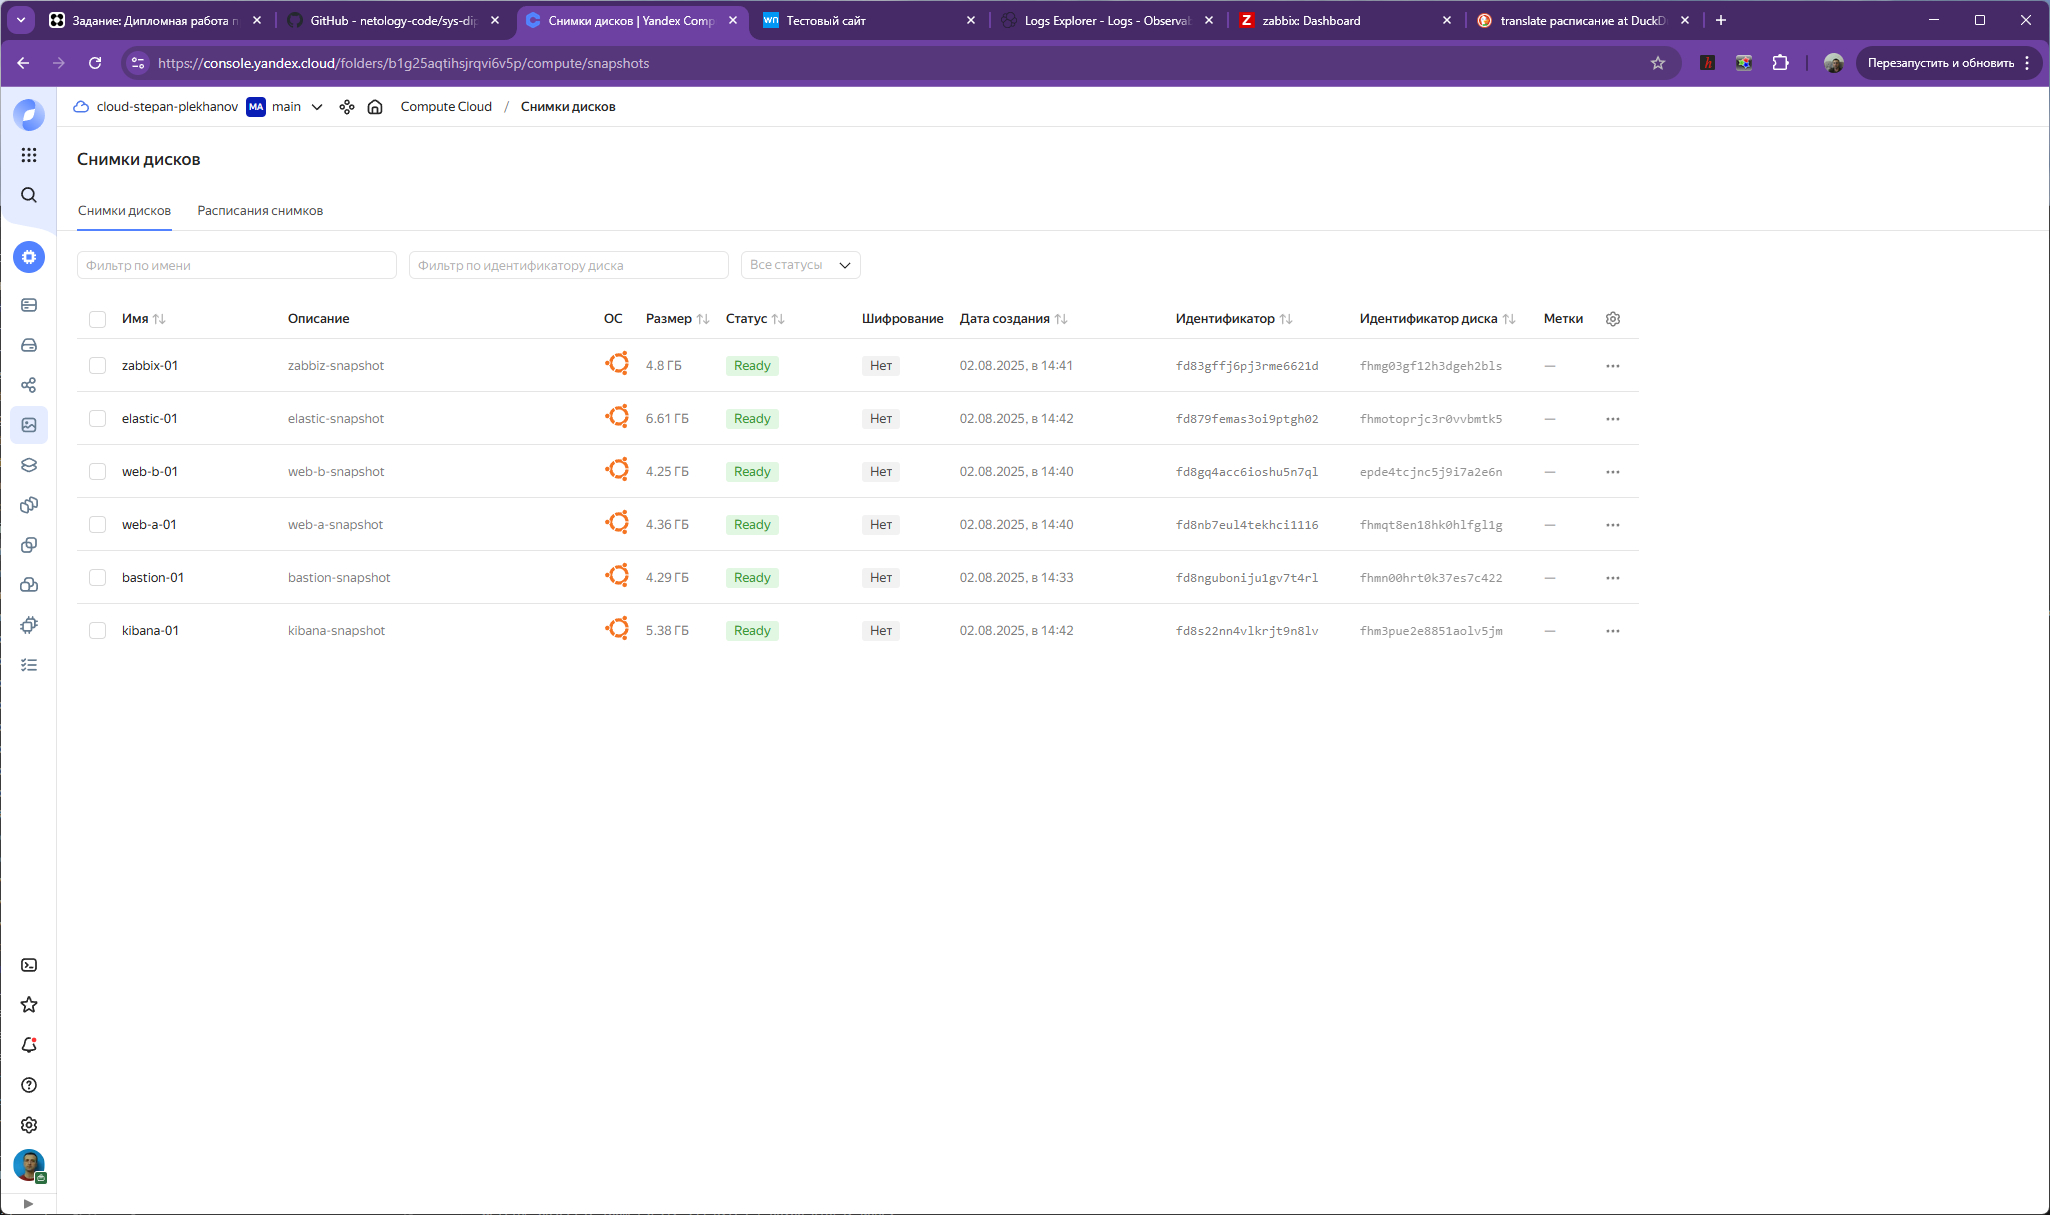 Задание: Дипломная работа п
GitHub - netology-code/sys-dip
Снимки дисков | Yandex Comp
Тестовый сайт
Logs Explorer - Logs - Observab
zabbix: Dashboard
translate расписание at DuckD
https://console.yandex.cloud/folders/b1g25aqtihsjrqvi6v5p/compute/snapshots
Перезапустить и обновить
cloud-stepan-plekhanov MA main Compute Cloud / Снимки дисков
Снимки дисков
Снимки дисков Расписания снимков
Фильтр по имени Фильтр по идентификатору диска Все статусы
Имя Описание ОС Размер Статус Шифрование Дата создания Идентификатор Идентификатор диска Метки
zabbix-01 zabbiz-snapshot 4.8 ГБ Ready Нет 02.08.2025, в 14:41 fd83gffj6pj3rme6621d fhmg03gf12h3dgeh2bls —
elastic-01 elastic-snapshot 6.61 ГБ Ready Нет 02.08.2025, в 14:42 fd879femas3oi9ptgh02 fhmotoprjc3r0vvbmtk5 —
web-b-01 web-b-snapshot 4.25 ГБ Ready Нет 02.08.2025, в 14:40 fd8gq4acc6ioshu5n7ql epde4tcjnc5j9i7a2e6n —
web-a-01 web-a-snapshot 4.36 ГБ Ready Нет 02.08.2025, в 14:40 fd8nb7eul4tekhci1116 fhmqt8en18hk0hlfgl1g —
bastion-01 bastion-snapshot 4.29 ГБ Ready Нет 02.08.2025, в 14:33 fd8nguboniju1gv7t4rl fhmn00hrt0k37es7c422 —
kibana-01 kibana-snapshot 5.38 ГБ Ready Нет 02.08.2025, в 14:42 fd8s22nn4vlkrjt9n8lv fhm3pue2e8851aolv5jm —